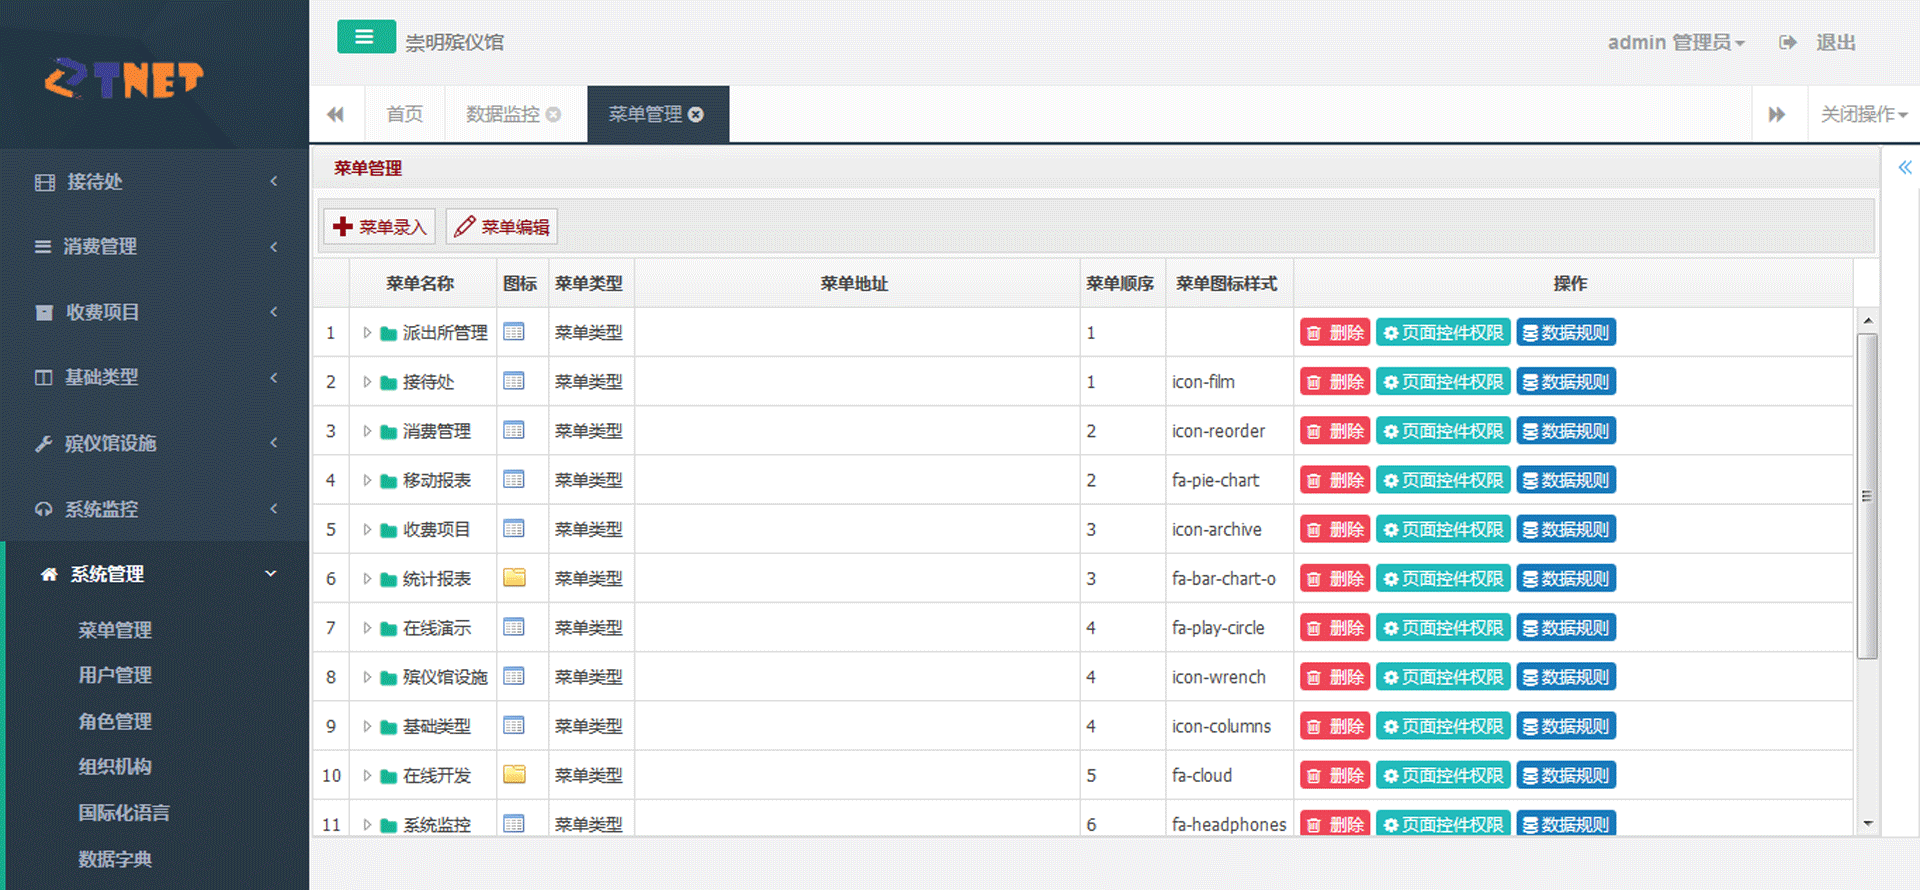 TNET
崇明殡仪馆
admin 管理员
退出
首页
数据监控
菜单管理
关闭操作
接待处
消费管理
收费项目
基础类型
殡仪馆设施
系统监控
系统管理
菜单管理
用户管理
角色管理
组织机构
国际化语言
数据字典
菜单管理
菜单录入 菜单编辑
菜单名称 图标 菜单类型 菜单地址 菜单顺序 菜单图标样式 操作
1 派出所管理 菜单类型 1 删除 页面控件权限 数据规则
2 接待处 菜单类型 1 icon-film 删除 页面控件权限 数据规则
3 消费管理 菜单类型 2 icon-reorder 删除 页面控件权限 数据规则
4 移动报表 菜单类型 2 fa-pie-chart 删除 页面控件权限 数据规则
5 收费项目 菜单类型 3 icon-archive 删除 页面控件权限 数据规则
6 统计报表 菜单类型 3 fa-bar-chart-o 删除 页面控件权限 数据规则
7 在线演示 菜单类型 4 fa-play-circle 删除 页面控件权限 数据规则
8 殡仪馆设施 菜单类型 4 icon-wrench 删除 页面控件权限 数据规则
9 基础类型 菜单类型 4 icon-columns 删除 页面控件权限 数据规则
10 在线开发 菜单类型 5 fa-cloud 删除 页面控件权限 数据规则
11 系统监控 菜单类型 6 fa-headphones 删除 页面控件权限 数据规则